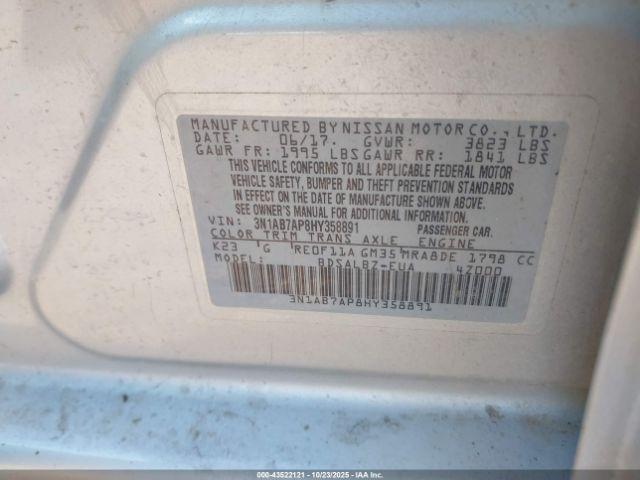 MANUFACTURED BY NISSAN MOTOR CO., LTD.
DATE: 06/17. GVWR: 3823 LBS
GAWR FR: 1995 LBS GAWR RR: 1841 LBS
THIS VEHICLE CONFORMS TO ALL APPLICABLE FEDERAL MOTOR
VEHICLE SAFETY, BUMPER AND THEFT PREVENTION STANDARDS
IN EFFECT ON THE DATE OF MANUFACTURE SHOWN ABOVE.
SEE OWNER'S MANUAL FOR ADDITIONAL INFORMATION.
VIN: 3N1AB7AP8HY358891 PASSENGER CAR.
COLOR TRIM TRANS AXLE ENGINE
K23 G RE0F11A GM35 MRA8DE 1798 CC
MODEL: BDSALBZ-EUA 4Z000
3N1AB7AP8HY358891
000-43522121 - 10/23/2025 - IAAI.com